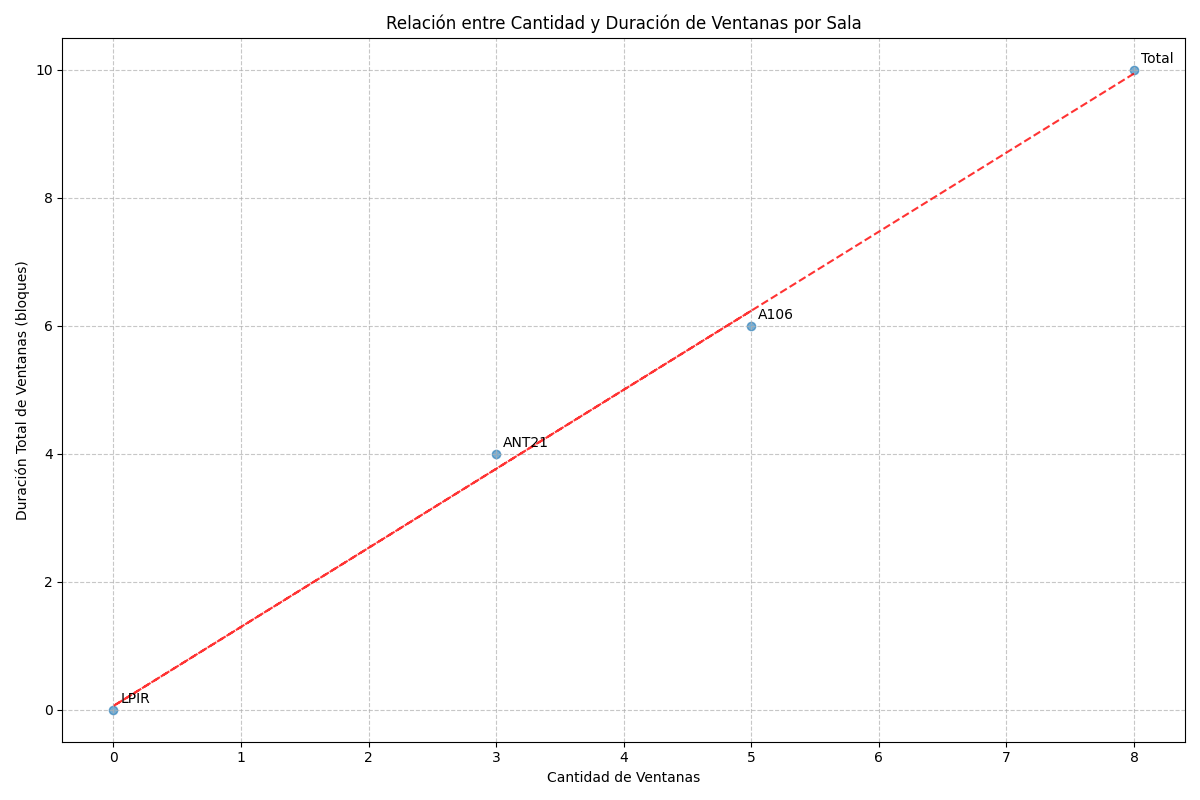 Relación entre Cantidad y Duración de Ventanas por Sala
Duración Total de Ventanas (bloques)
10
8
6
4
2
0
Total
A106
ANT21
LPIR
0 1 2 3 4 5 6 7 8
Cantidad de Ventanas